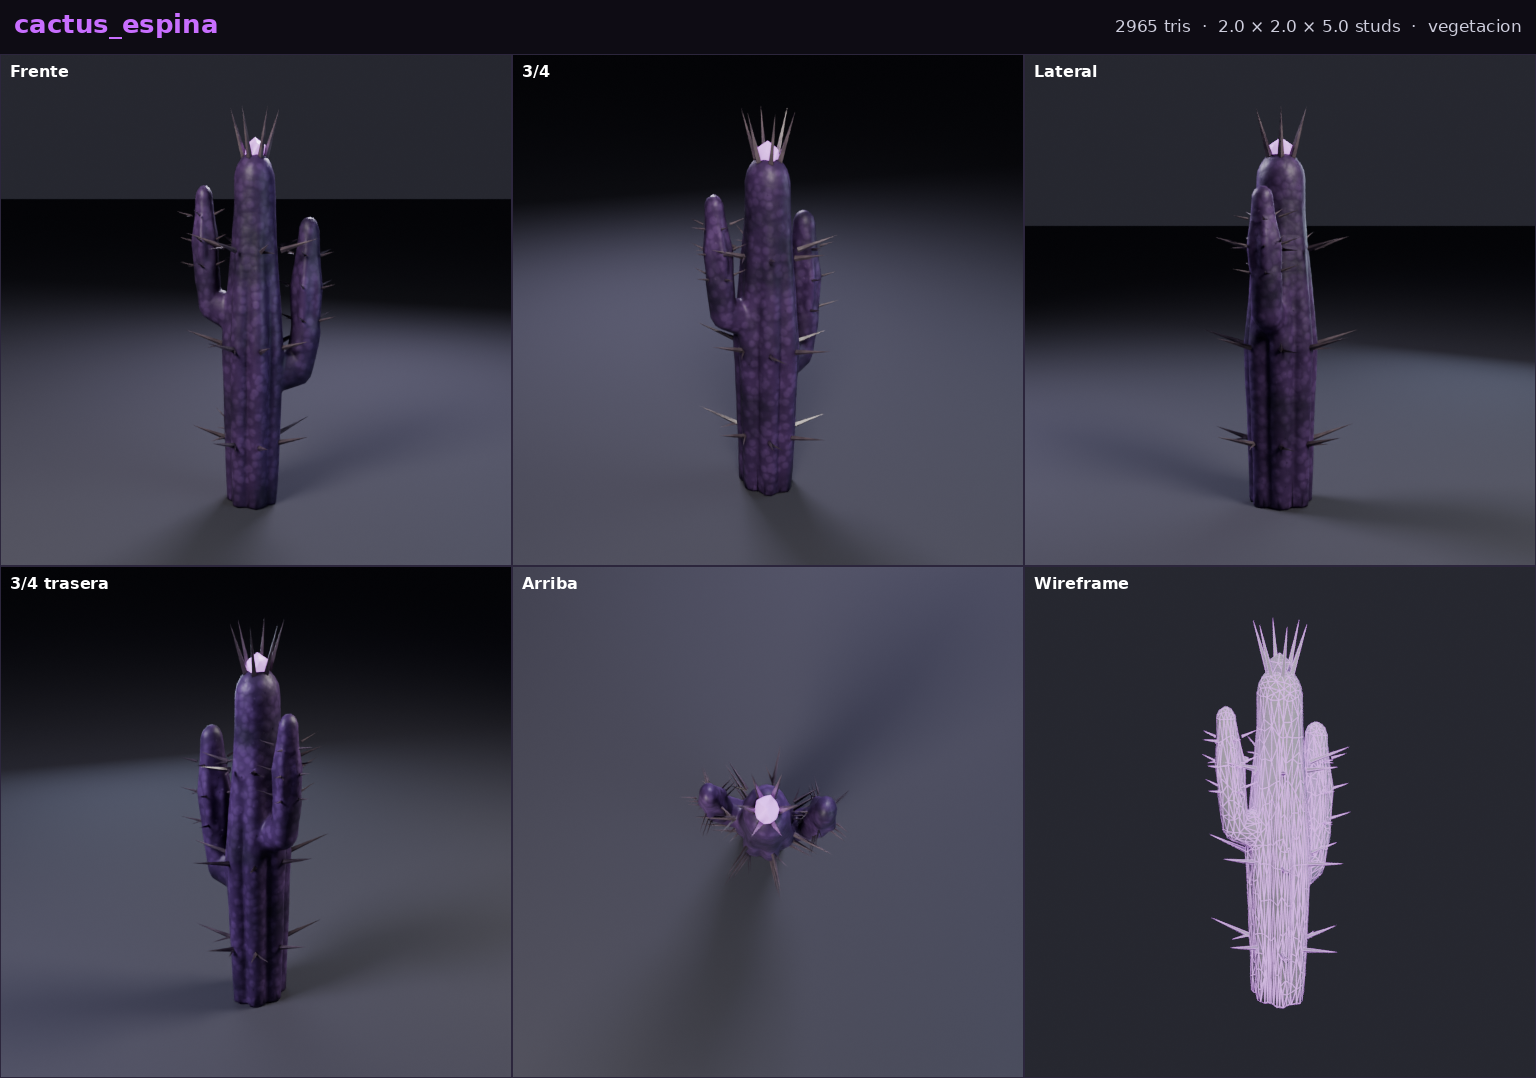 cactus_espina
2965 tris · 2.0 × 2.0 × 5.0 studs · vegetacion
Frente
3/4
Lateral
3/4 trasera
Arriba
Wireframe